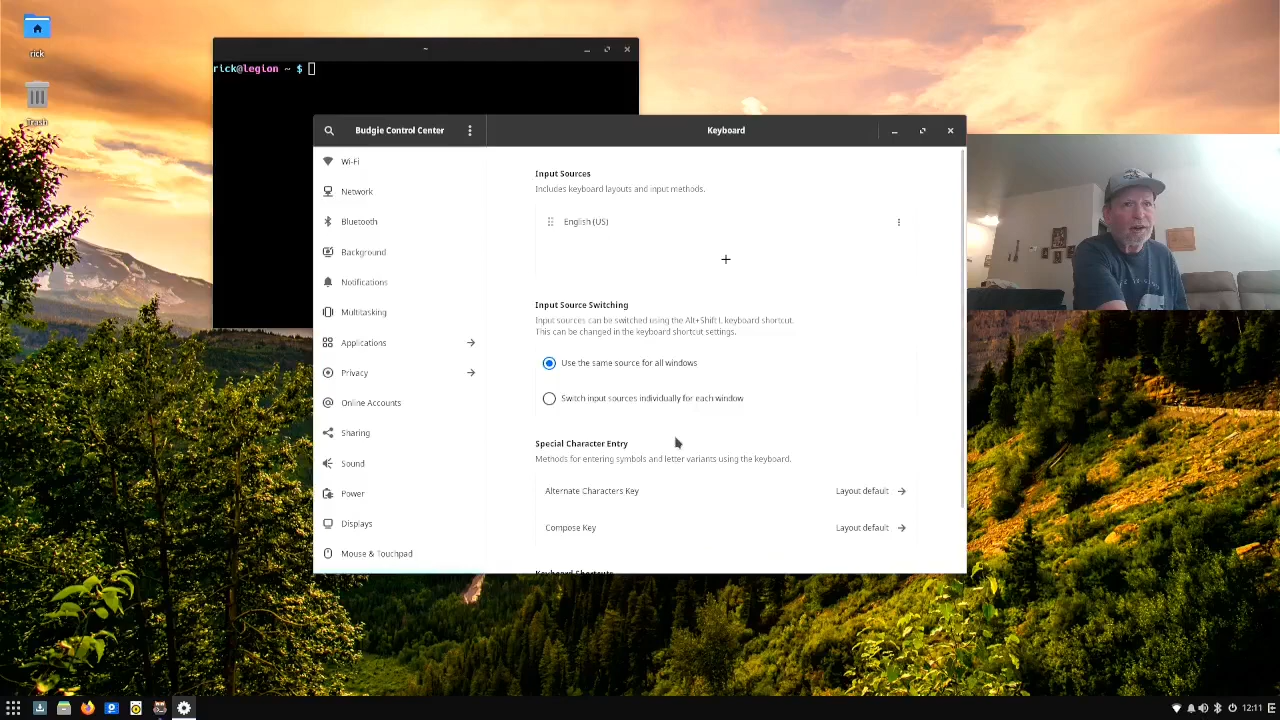 rick
Trash
~
rick@legion ~ $
Budgie Control Center
Keyboard
Wi-Fi
Network
Bluetooth
Background
Notifications
Multitasking
Applications
Privacy
Online Accounts
Sharing
Sound
Power
Displays
Mouse & Touchpad
Input Sources
Includes keyboard layouts and input methods.
English (US)
Input Source Switching
Input sources can be switched using the Alt+Shift L keyboard shortcut.
This can be changed in the keyboard shortcut settings.
Use the same source for all windows
Switch input sources individually for each window
Special Character Entry
Methods for entering symbols and letter variants using the keyboard.
Alternate Characters Key Layout default
Compose Key Layout default
Keyboard Shortcuts
12:11